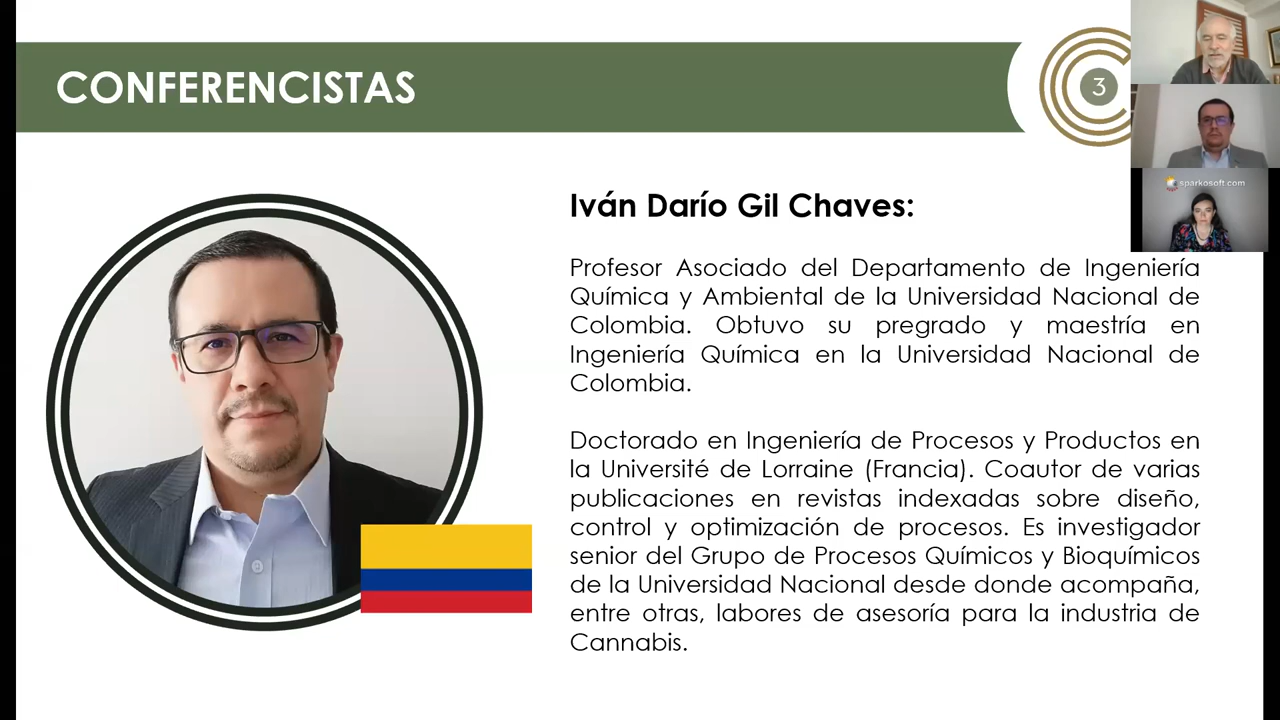 CONFERENCISTAS
3
sparkosoft.com
Iván Darío Gil Chaves:
Profesor Asociado del Departamento de Ingeniería
Química y Ambiental de la Universidad Nacional de
Colombia. Obtuvo su pregrado y maestría en
Ingeniería Química en la Universidad Nacional de
Colombia.
Doctorado en Ingeniería de Procesos y Productos en
la Université de Lorraine (Francia). Coautor de varias
publicaciones en revistas indexadas sobre diseño,
control y optimización de procesos. Es investigador
senior del Grupo de Procesos Químicos y Bioquímicos
de la Universidad Nacional desde donde acompaña,
entre otras, labores de asesoría para la industria de
Cannabis.